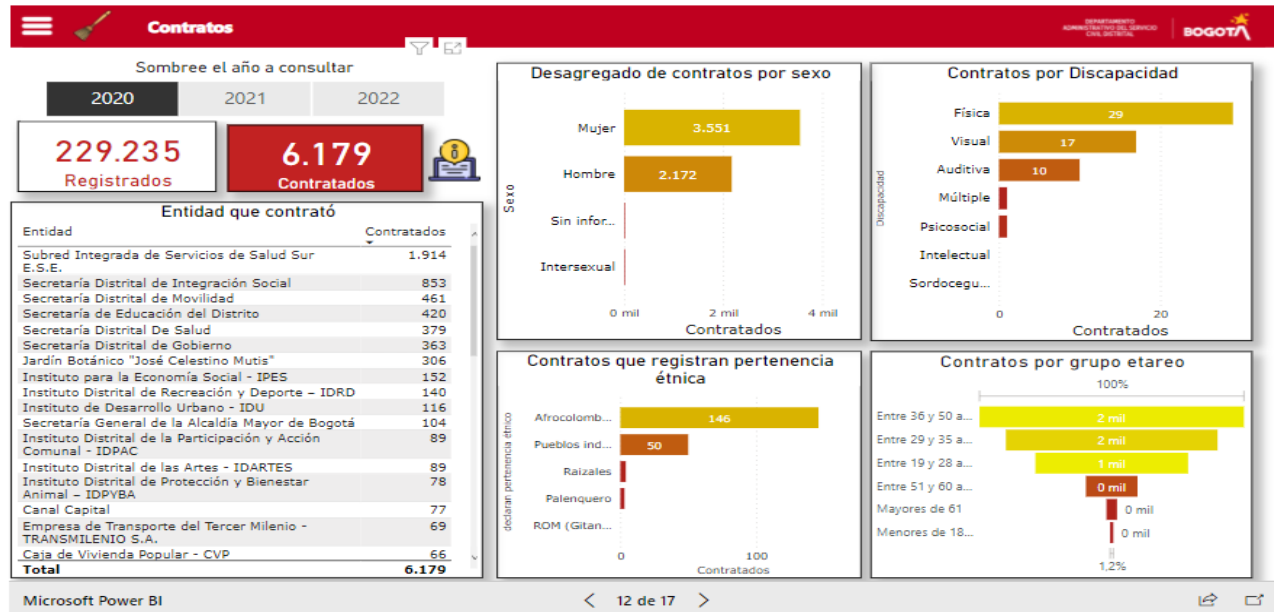 Contratos
DEPARTAMENTO
ADMINISTRATIVO DEL SERVICIO
CIVIL DISTRITAL
BOGOTÁ
Sombree el año a consultar
2020
2021
2022
229.235
Registrados
6.179
Contratados
Entidad que contrató
Entidad Contratados
Subred Integrada de Servicios de Salud Sur 1.914
E.S.E.
Secretaría Distrital de Integración Social 853
Secretaría Distrital de Movilidad 461
Secretaría de Educación del Distrito 420
Secretaría Distrital De Salud 379
Secretaría Distrital de Gobierno 363
Jardín Botánico "José Celestino Mutis" 306
Instituto para la Economía Social - IPES 152
Instituto Distrital de Recreación y Deporte – IDRD 140
Instituto de Desarrollo Urbano - IDU 116
Secretaría General de la Alcaldía Mayor de Bogotá 104
Instituto Distrital de la Participación y Acción 89
Comunal - IDPAC
Instituto Distrital de las Artes - IDARTES 89
Instituto Distrital de Protección y Bienestar 78
Animal – IDPYBA
Canal Capital 77
Empresa de Transporte del Tercer Milenio - 69
TRANSMILENIO S.A.
Caja de Vivienda Popular - CVP 66
Total 6.179
Desagregado de contratos por sexo
Sexo
Mujer 3.551
Hombre 2.172
Sin infor...
Intersexual
0 mil 2 mil 4 mil
Contratados
Contratos por Discapacidad
Discapacidad
Física 29
Visual 17
Auditiva 10
Múltiple
Psicosocial
Intelectual
Sordocegu...
0 20
Contratados
Contratos que registran pertenencia
étnica
declaran pertenencia étnico
Afrocolomb... 146
Pueblos ind... 50
Raizales
Palenquero
ROM (Gitan...
0 100
Contratados
Contratos por grupo etareo
100%
Entre 36 y 50 a... 2 mil
Entre 29 y 35 a... 2 mil
Entre 19 y 28 a... 1 mil
Entre 51 y 60 a... 0 mil
Mayores de 61 0 mil
Menores de 18... 0 mil
1,2%
Microsoft Power BI
12 de 17